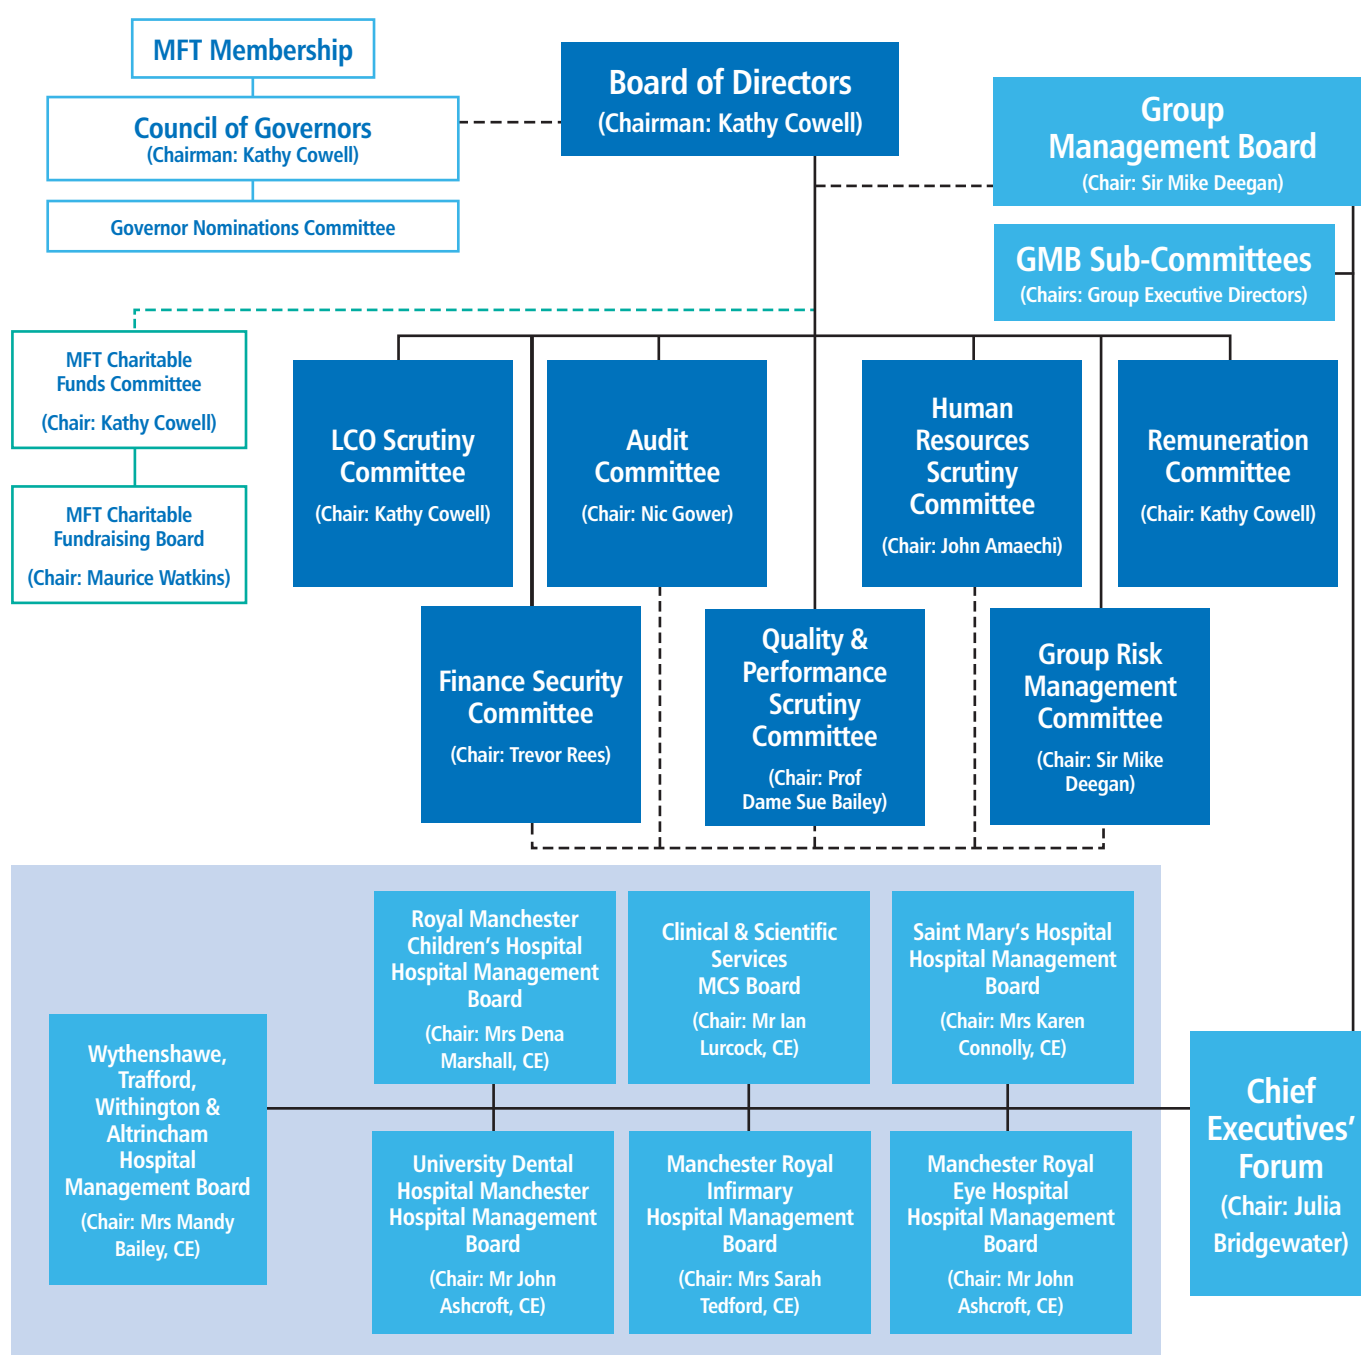 MFT Membership
Council of Governors
(Chairman: Kathy Cowell)
Governor Nominations Committee
Board of Directors
(Chairman: Kathy Cowell)
Group
Management Board
(Chair: Sir Mike Deegan)
GMB Sub-Committees
(Chairs: Group Executive Directors)
MFT Charitable
Funds Committee
(Chair: Kathy Cowell)
MFT Charitable
Fundraising Board
(Chair: Maurice Watkins)
LCO Scrutiny
Committee
(Chair: Kathy Cowell)
Audit
Committee
(Chair: Nic Gower)
Human
Resources
Scrutiny
Committee
(Chair: John Amaechi)
Remuneration
Committee
(Chair: Kathy Cowell)
Finance Security
Committee
(Chair: Trevor Rees)
Quality &
Performance
Scrutiny
Committee
(Chair: Prof
Dame Sue Bailey)
Group Risk
Management
Committee
(Chair: Sir Mike
Deegan)
Royal Manchester
Children’s Hospital
Hospital Management
Board
(Chair: Mrs Dena
Marshall, CE)
Clinical & Scientific
Services
MCS Board
(Chair: Mr Ian
Lurcock, CE)
Saint Mary’s Hospital
Hospital Management
Board
(Chair: Mrs Karen
Connolly, CE)
Wythenshawe,
Trafford,
Withington &
Altrincham
Hospital
Management Board
(Chair: Mrs Mandy
Bailey, CE)
Chief
Executives’
Forum
(Chair: Julia
Bridgewater)
University Dental
Hospital Manchester
Hospital Management
Board
(Chair: Mr John
Ashcroft, CE)
Manchester Royal
Infirmary
Hospital Management
Board
(Chair: Mrs Sarah
Tedford, CE)
Manchester Royal
Eye Hospital
Hospital Management
Board
(Chair: Mr John
Ashcroft, CE)